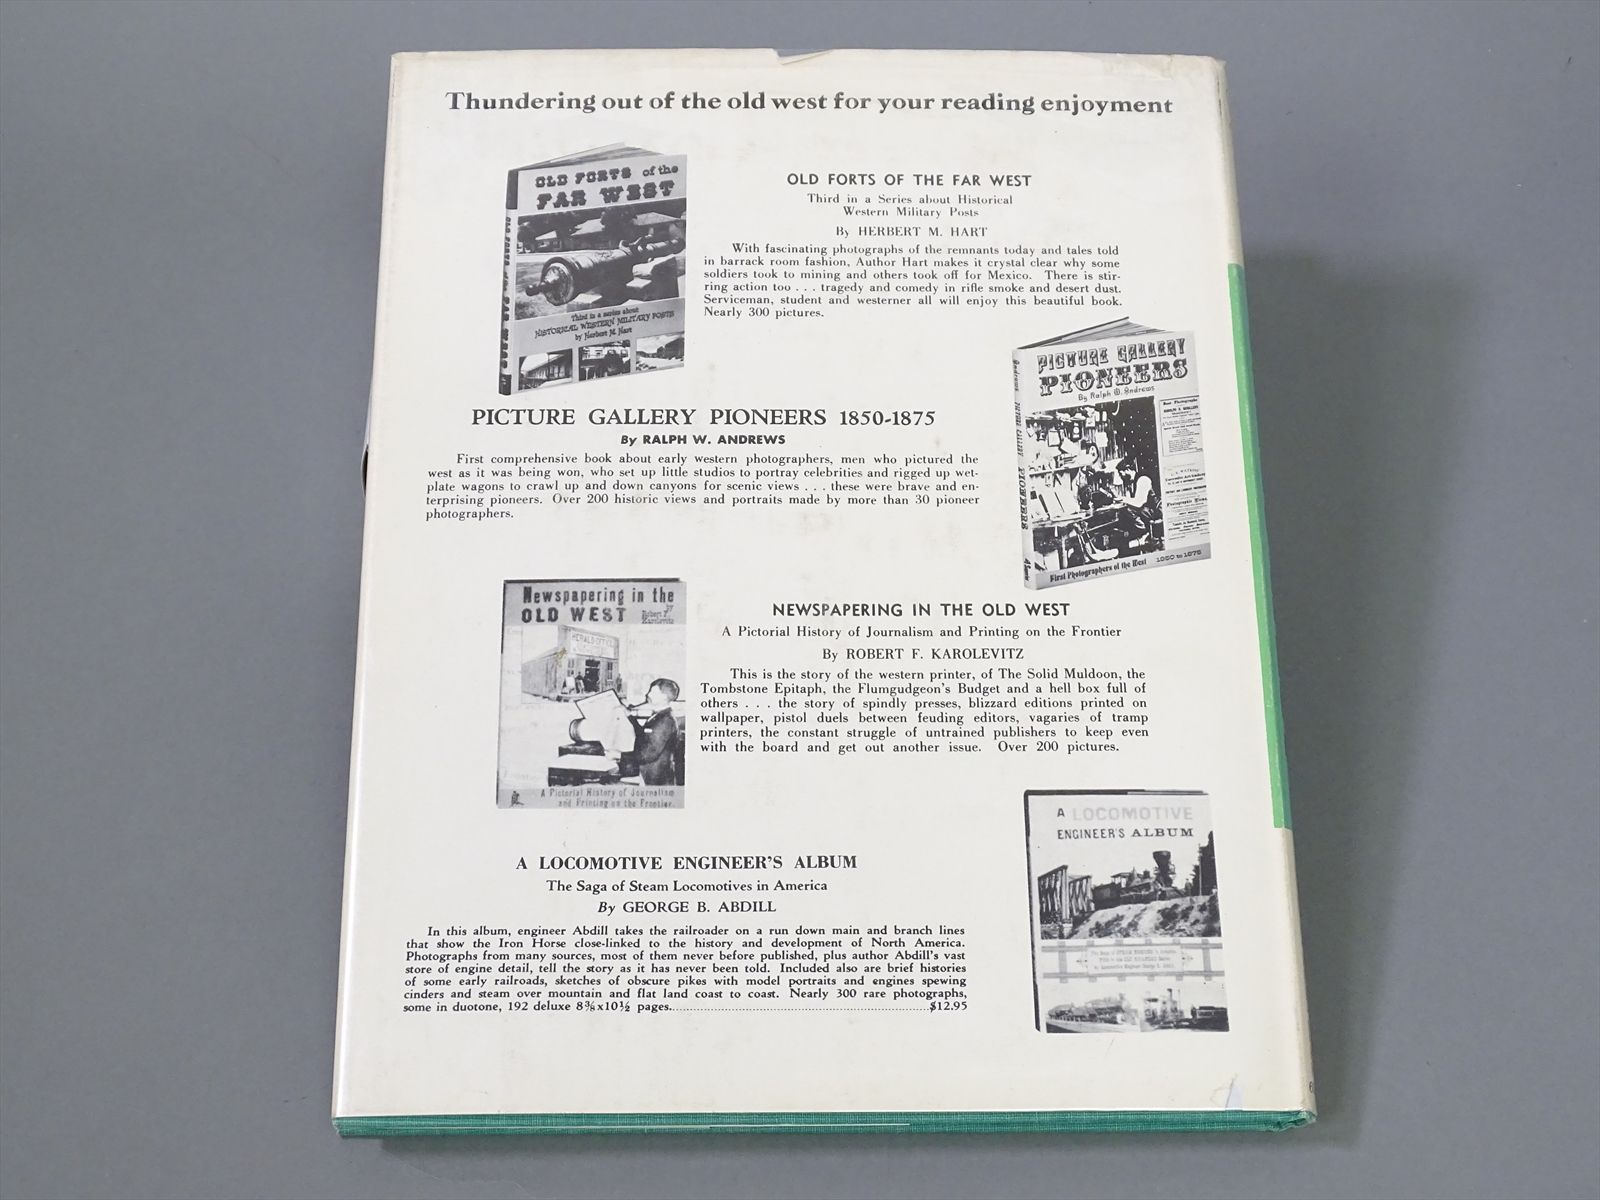 Thundering out of the old west for your reading enjoyment
OLD FORTS of the
FAR WEST
Third in a series about
HISTORICAL WESTERN MILITARY POSTS
by Herbert M. Hart
OLD FORTS OF THE FAR WEST
Third in a Series about Historical
Western Military Posts
By HERBERT M. HART
With fascinating photographs of the remnants today and tales told
in barrack room fashion, Author Hart makes it crystal clear why some
soldiers took to mining and others took off for Mexico. There is stir-
ring action too . . . tragedy and comedy in rifle smoke and desert dust.
Serviceman, student and westerner all will enjoy this beautiful book.
Nearly 300 pictures.
PICTURE GALLERY
PIONEERS
By Ralph W. Andrews
First Photographers of the West
1850 to 1875
Andrews PICTURE GALLERY PIONEERS
PICTURE GALLERY PIONEERS 1850-1875
By RALPH W. ANDREWS
First comprehensive book about early western photographers, men who pictured the
west as it was being won, who set up little studios to portray celebrities and rigged up wet-
plate wagons to crawl up and down canyons for scenic views . . . these were brave and en-
terprising pioneers. Over 200 historic views and portraits made by more than 30 pioneer
photographers.
Newspapering in the
OLD WEST
by
Robert F.
Karolevitz
HERALD OFFICE
A Pictorial History of Journalism
and Printing on the Frontier.
NEWSPAPERING IN THE OLD WEST
A Pictorial History of Journalism and Printing on the Frontier
By ROBERT F. KAROLEVITZ
This is the story of the western printer, of The Solid Muldoon, the
Tombstone Epitaph, the Flumgudgeon's Budget and a hell box full of
others . . . the story of spindly presses, blizzard editions printed on
wallpaper, pistol duels between feuding editors, vagaries of tramp
printers, the constant struggle of untrained publishers to keep even
with the board and get out another issue. Over 200 pictures.
A LOCOMOTIVE
ENGINEER'S ALBUM
A LOCOMOTIVE ENGINEER'S ALBUM
The Saga of Steam Locomotives in America
By GEORGE B. ABDILL
In this album, engineer Abdill takes the railroader on a run down main and branch lines
that show the Iron Horse close-linked to the history and development of North America.
Photographs from many sources, most of them never before published, plus author Abdill's vast
store of engine detail, tell the story as it has never been told. Included also are brief histories
of some early railroads, sketches of obscure pikes with model portraits and engines spewing
cinders and steam over mountain and flat land coast to coast. Nearly 300 rare photographs,
some in duotone, 192 deluxe 8⅜x10½ pages. $12.95